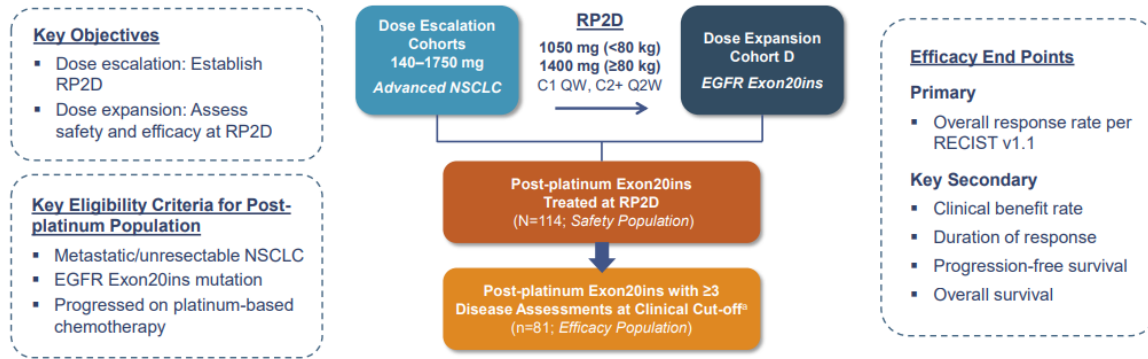 Key Objectives
▪ Dose escalation: Establish
RP2D
▪ Dose expansion: Assess
safety and efficacy at RP2D
Key Eligibility Criteria for Post-
platinum Population
▪ Metastatic/unresectable NSCLC
▪ EGFR Exon20ins mutation
▪ Progressed on platinum-based
chemotherapy
Dose Escalation
Cohorts
140–1750 mg
Advanced NSCLC
RP2D
1050 mg (<80 kg)
1400 mg (≥80 kg)
C1 QW, C2+ Q2W
Dose Expansion
Cohort D
EGFR Exon20ins
Post-platinum Exon20ins
Treated at RP2D
(N=114; Safety Population)
Post-platinum Exon20ins with ≥3
Disease Assessments at Clinical Cut-offᵃ
(n=81; Efficacy Population)
Efficacy End Points
Primary
▪ Overall response rate per
RECIST v1.1
Key Secondary
▪ Clinical benefit rate
▪ Duration of response
▪ Progression-free survival
▪ Overall survival